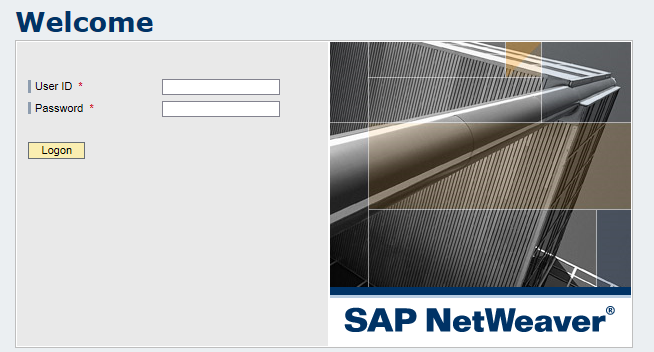 Welcome
User ID *
Password *
Logon
SAP NetWeaver®